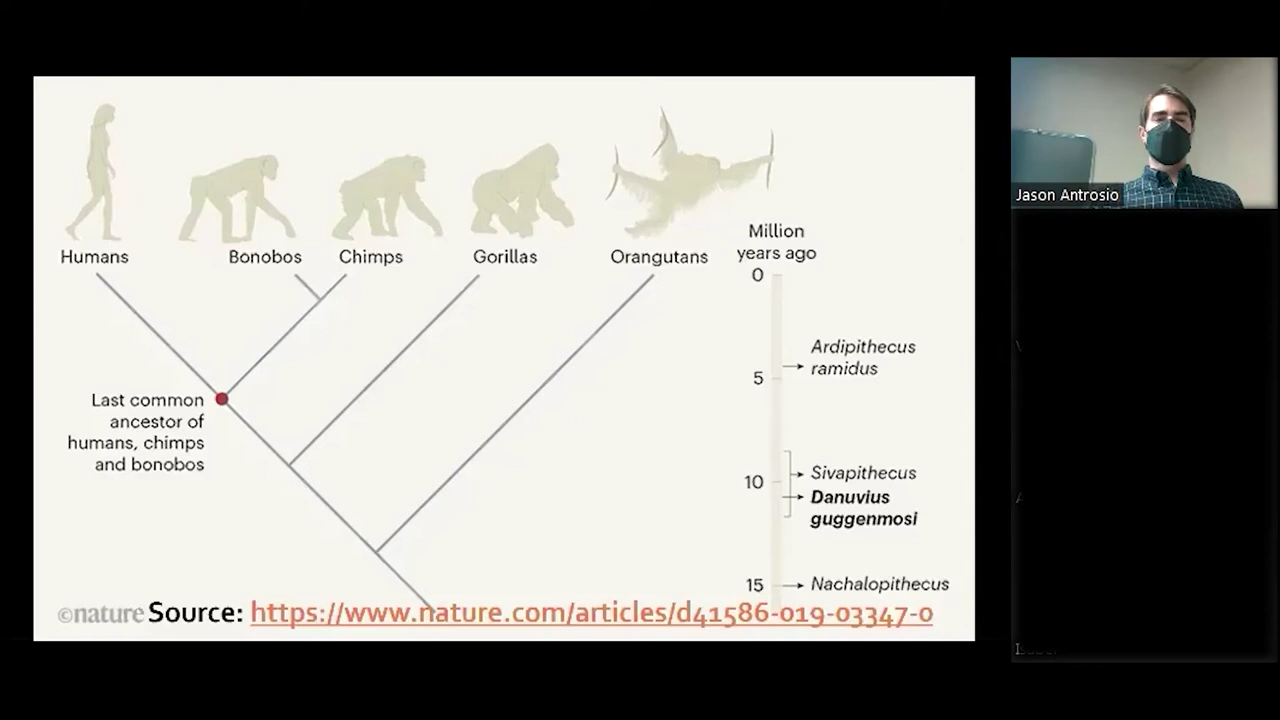 Humans
Bonobos
Chimps
Gorillas
Orangutans
Million
years ago
0
Ardipithecus
ramidus
5
Last common
ancestor of
humans, chimps
and bonobos
Sivapithecus
10
Danuvius
guggenmosi
15
Nachalopithecus
©nature Source: https://www.nature.com/articles/d41586-019-03347-0
Jason Antrosio